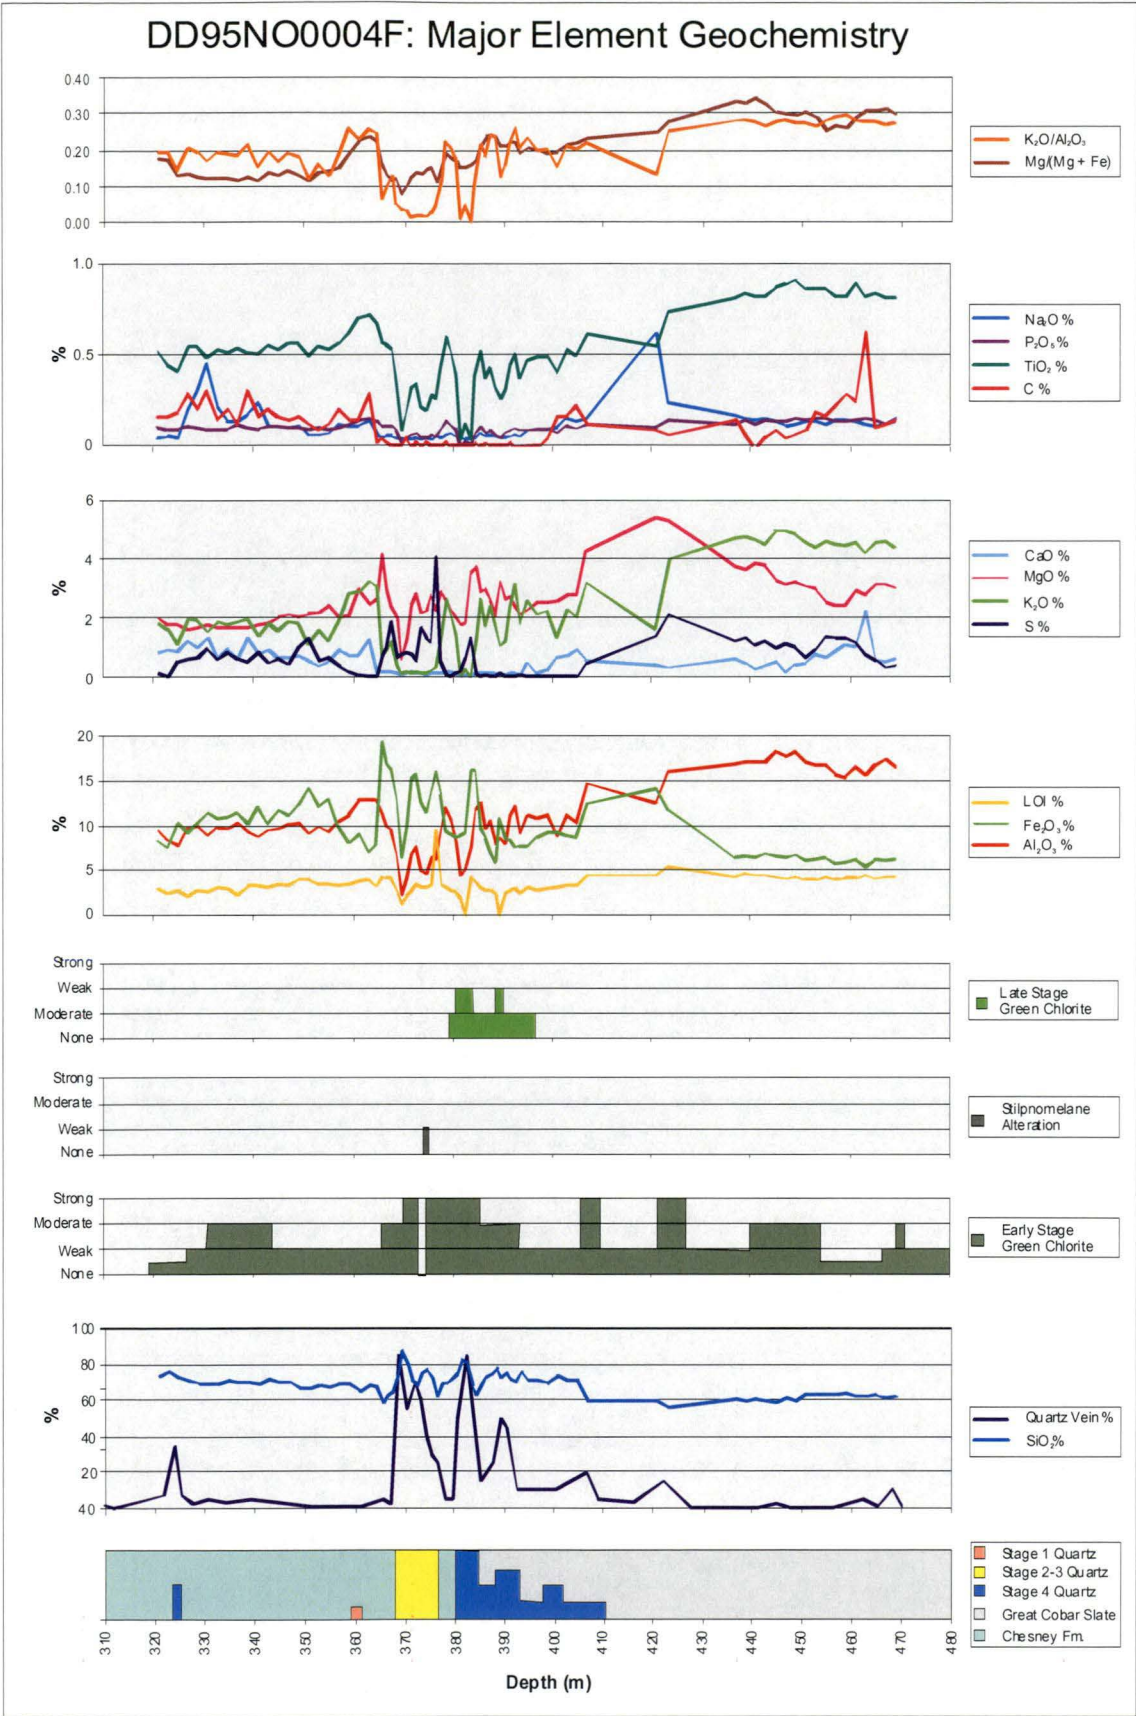 DD95NO0004F: Major Element Geochemistry
0.40
0.30
0.20
0.10
0.00
K₂O/Al₂O₃
Mg/(Mg + Fe)
1.0
0.5
0
%
Na₂O %
P₂O₅ %
TiO₂ %
C %
6
4
2
0
%
CaO %
MgO %
K₂O %
S %
20
15
10
5
0
%
LOI %
Fe₂O₃ %
Al₂O₃ %
Strong
Weak
Moderate
None
Late Stage
Green Chlorite
Strong
Moderate
Weak
None
Stilpnomelane
Alteration
Strong
Moderate
Weak
None
Early Stage
Green Chlorite
100
80
60
40
20
40
%
Quartz Vein %
SiO₂%
Stage 1 Quartz
Stage 2-3 Quartz
Stage 4 Quartz
Great Cobar Slate
Chesney Fm.
310 320 330 340 350 360 370 380 390 400 410 420 430 440 450 460 470 480
Depth (m)